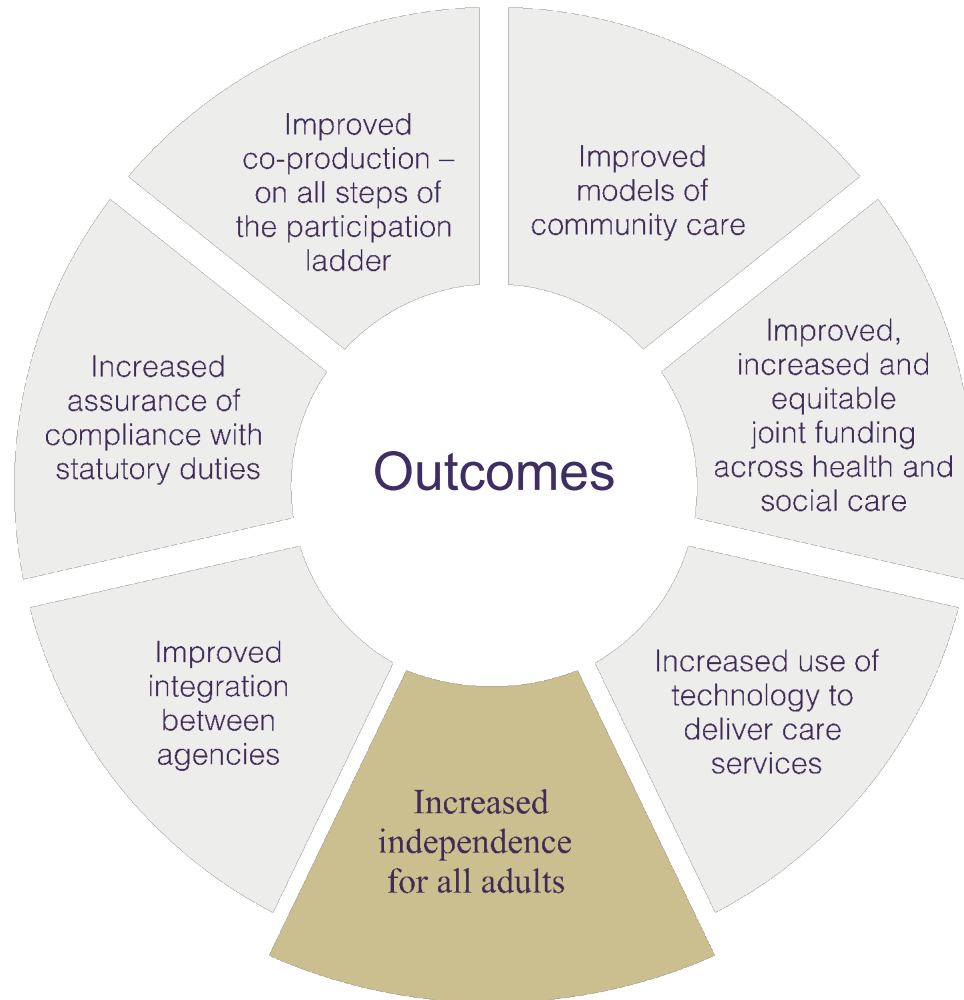 Improved
co-production –
on all steps of
the participation
ladder
Improved
models of
community care
Improved,
increased and
equitable
joint funding
across health and
social care
Increased use of
technology to
deliver care
services
Increased
independence
for all adults
Improved
integration
between
agencies
Increased
assurance of
compliance with
statutory duties
Outcomes